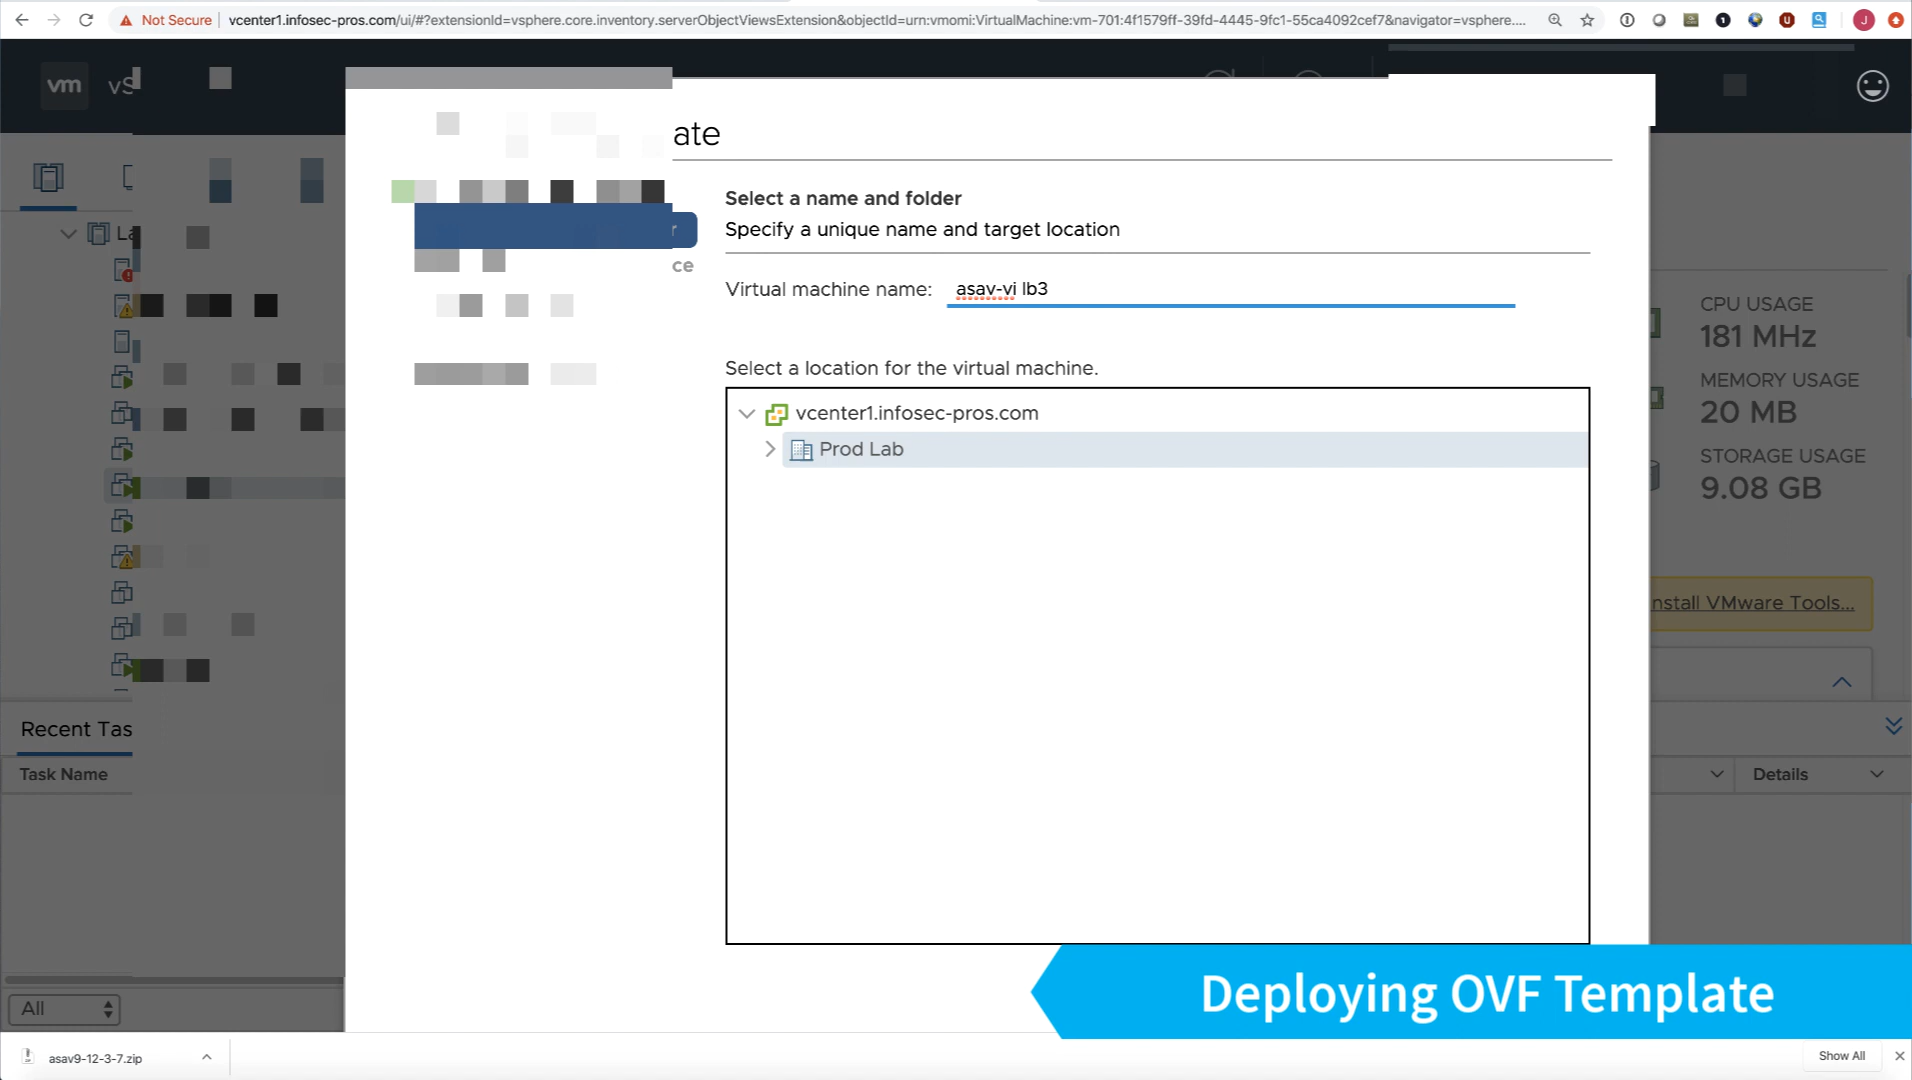 Not Secure
vcenter1.infosec-pros.com/ui/#?extensionId=vsphere.core.inventory.serverObjectViewsExtension&objectId=urn:vmomi:VirtualMachine:vm-701:4f1579ff-39fd-4445-9fc1-55ca4092cef7&navigator=vsphere....
J
vm vS
ate
Select a name and folder
Specify a unique name and target location
r
ce
La
Virtual machine name: asav-vi lb3
Select a location for the virtual machine.
vcenter1.infosec-pros.com
Prod Lab
CPU USAGE
181 MHz
MEMORY USAGE
20 MB
STORAGE USAGE
9.08 GB
nstall VMware Tools...
Recent Tas
Task Name
Details
All
Deploying OVF Template
asav9-12-3-7.zip
Show All